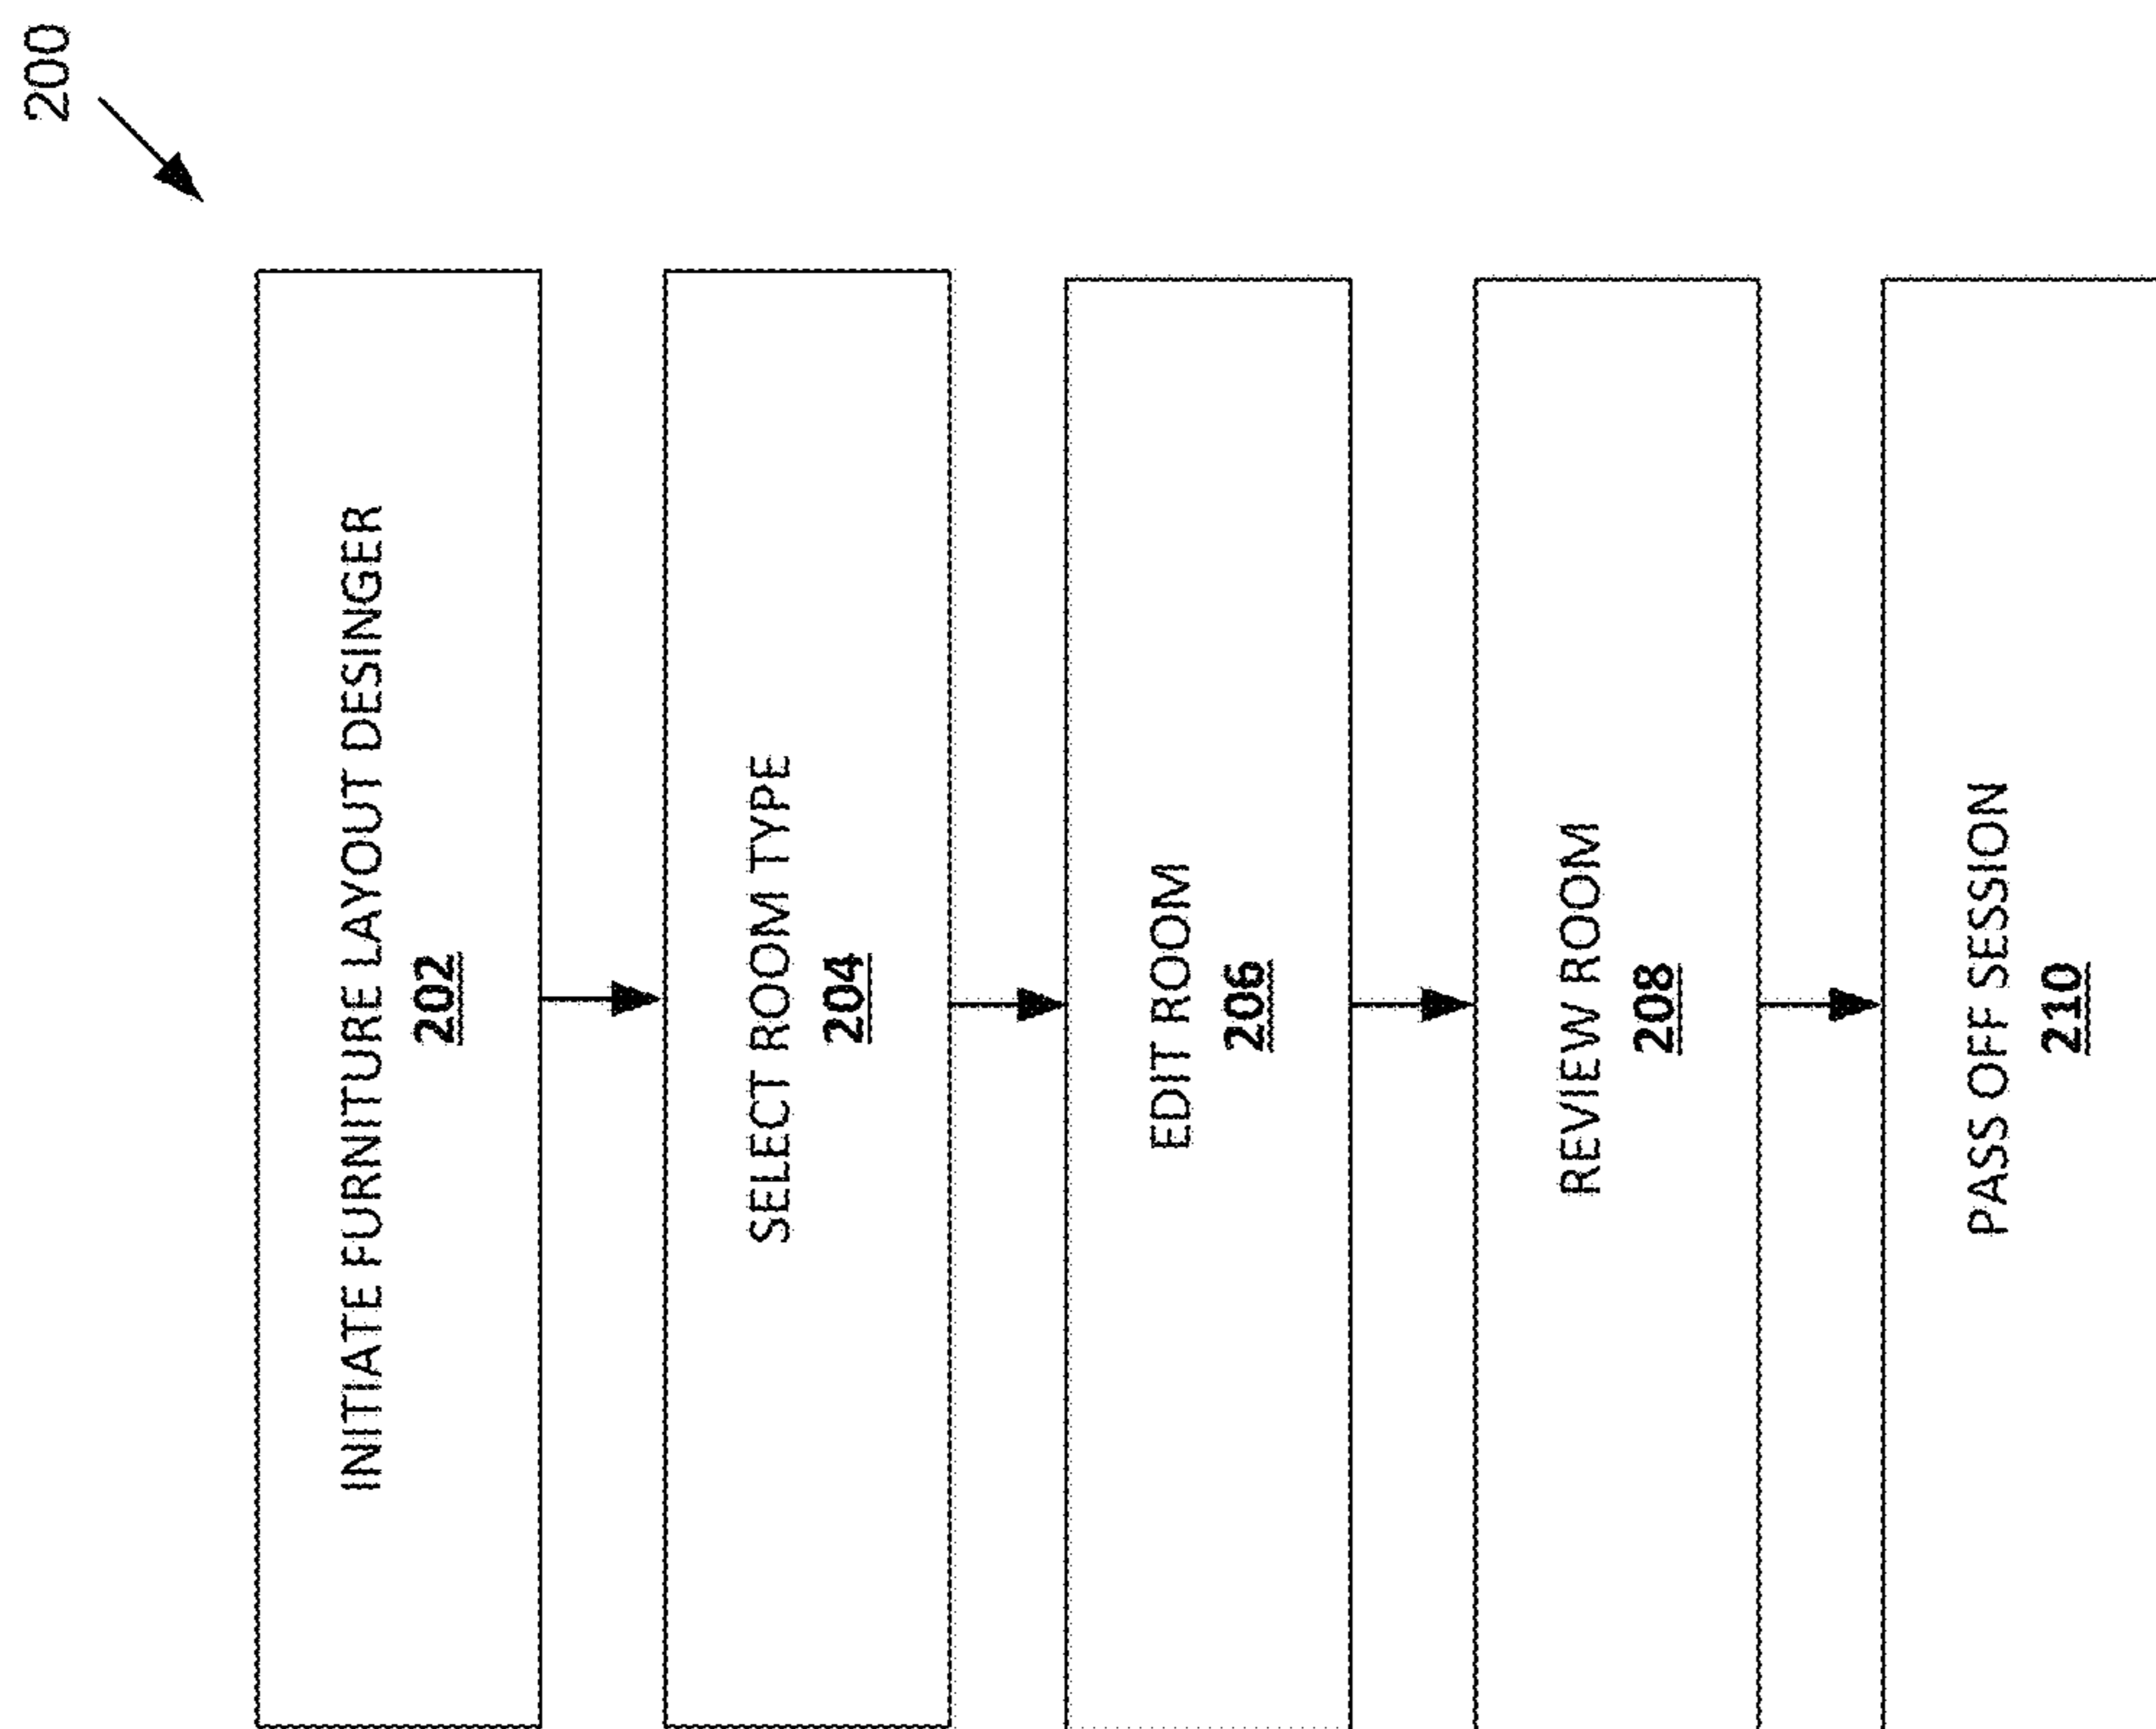 200
INITIATE FURNITURE LAYOUT DESINGER
202
SELECT ROOM TYPE
204
EDIT ROOM
206
REVIEW ROOM
208
PASS OFF SESSION
210